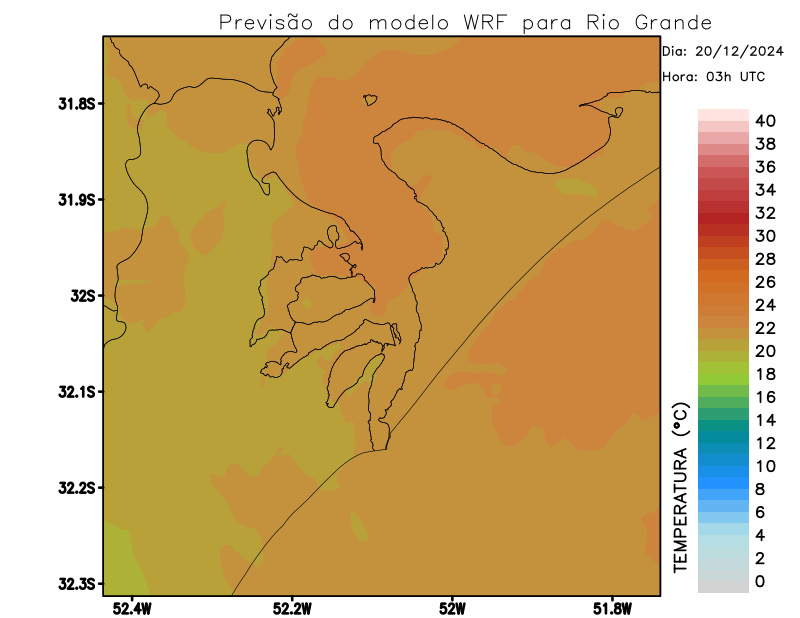 Previsão do modelo WRF para Rio Grande
Dia: 20/12/2024
Hora: 03h UTC
31.8S
31.9S
32S
32.1S
32.2S
32.3S
52.4W
52.2W
52W
51.8W
TEMPERATURA (°C)
40
38
36
34
32
30
28
26
24
22
20
18
16
14
12
10
8
6
4
2
0